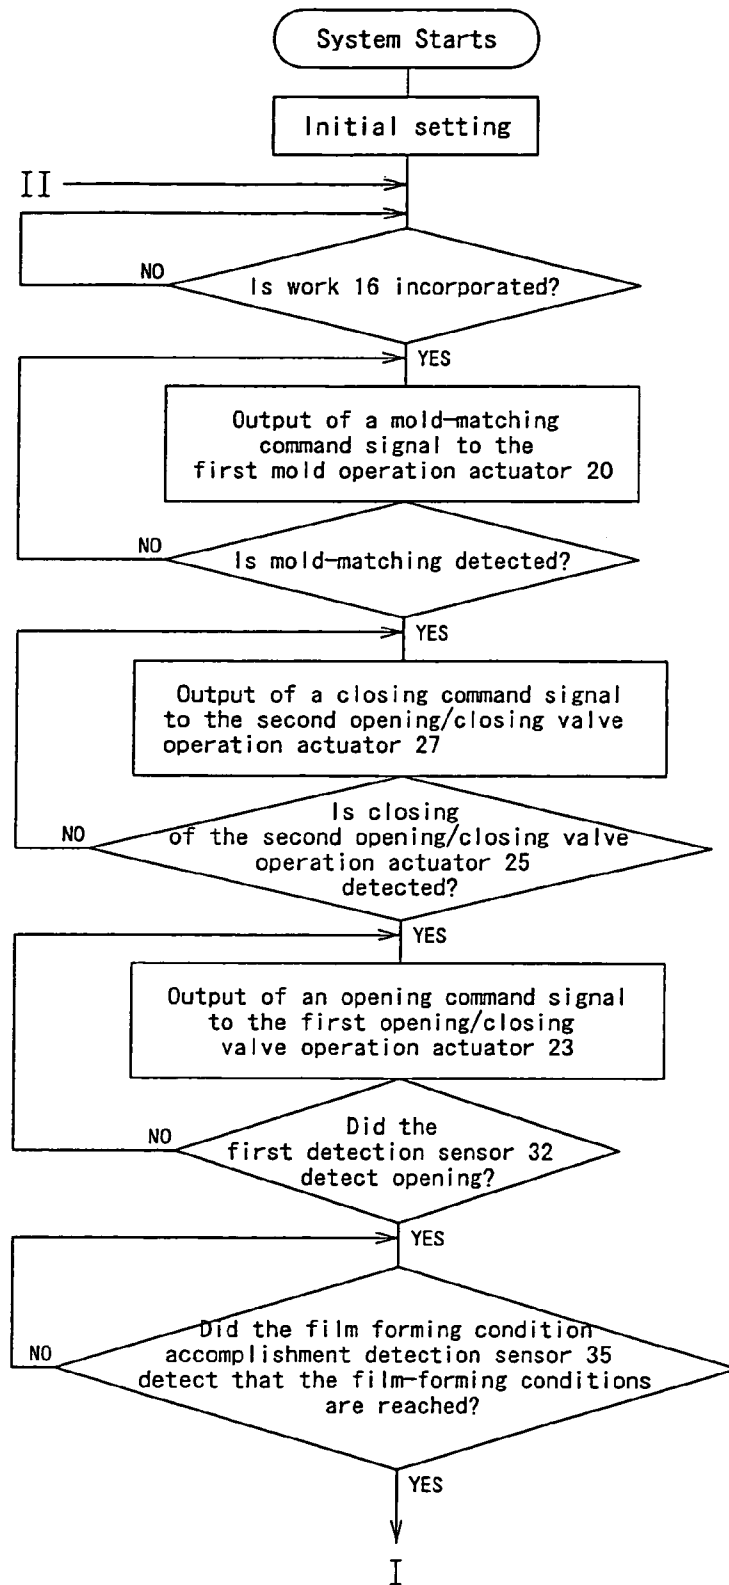 System Starts
Initial setting
II
NO
Is work 16 incorporated?
YES
Output of a mold-matching
command signal to the
first mold operation actuator 20
NO
Is mold-matching detected?
YES
Output of a closing command signal
to the second opening/closing valve
operation actuator 27
Is closing
NO
of the second opening/closing valve
operation actuator 25
detected?
YES
Output of an opening command signal
to the first opening/closing
valve operation actuator 23
NO
Did the
first detection sensor 32
detect opening?
YES
Did the film forming condition
NO
accomplishment detection sensor 35
detect that the film-forming conditions
are reached?
YES
I